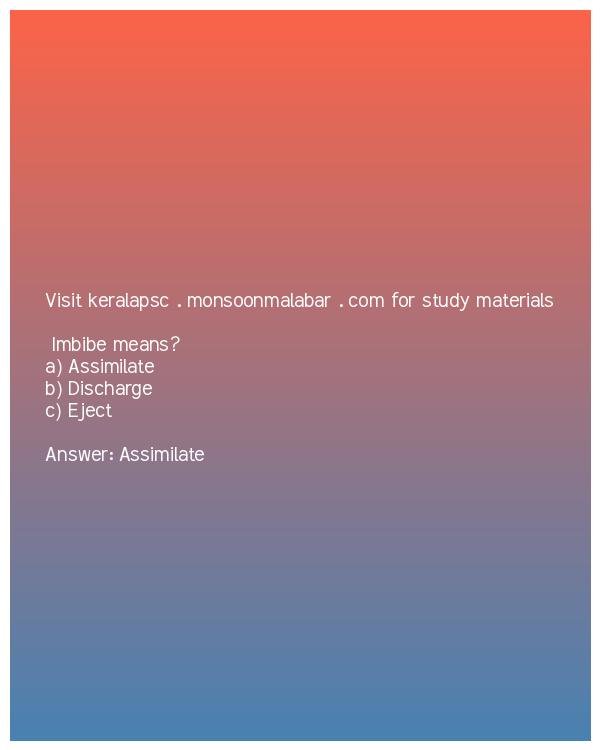 Visit keralapsc . monsoonmalabar . com for study materials
Imbibe means?
a) Assimilate
b) Discharge
c) Eject
Answer: Assimilate